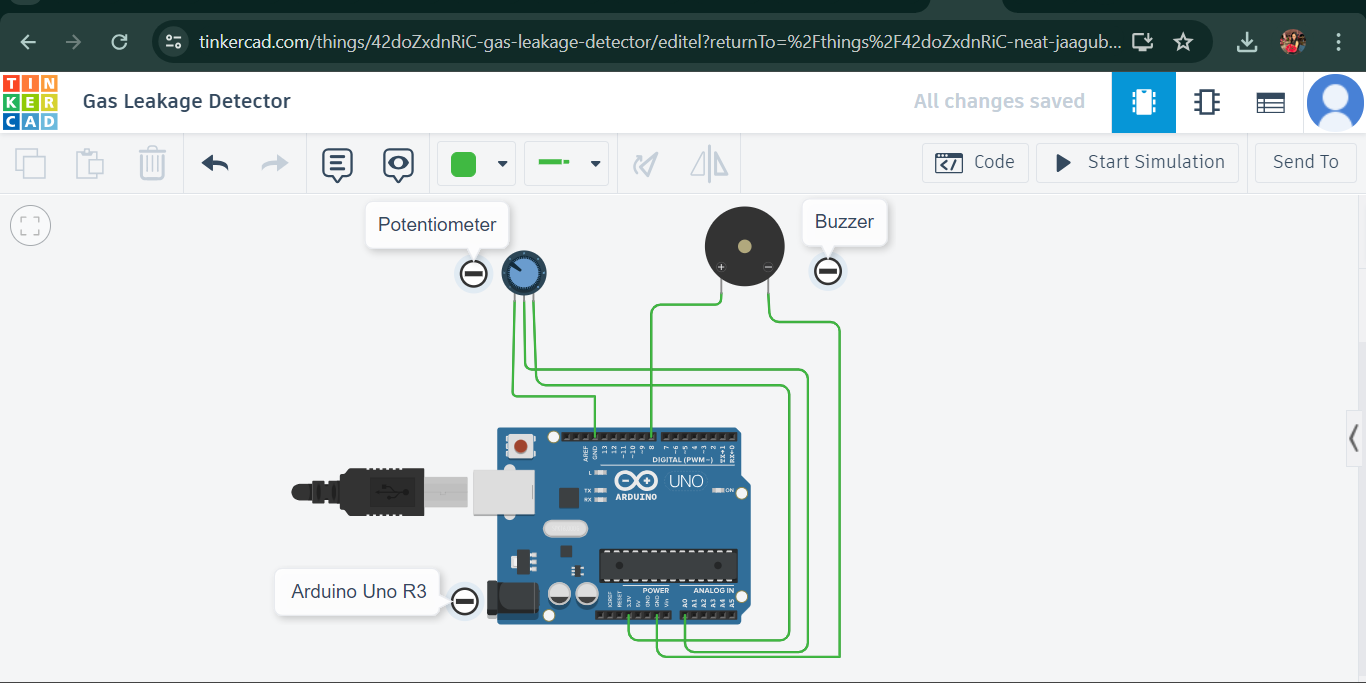 tinkercad.com/things/42doZxdnRiC-gas-leakage-detector/editel?returnTo=%2Fthings%2F42doZxdnRiC-neat-jaagub...
TIN
KER
CAD
Gas Leakage Detector
All changes saved
Code
Start Simulation
Send To
Potentiometer
Buzzer
+ −
AREF
GND
13
12
~11
~10
~9
8
7
~6
~5
4
~3
2
TX→1
RX←0
DIGITAL (PWM~)
L
TX
RX
UNO
ON
ARDUINO
Arduino Uno R3
POWER
ANALOG IN
IOREF
RESET
3.3V
5V
GND
GND
Vin
A0
A1
A2
A3
A4
A5